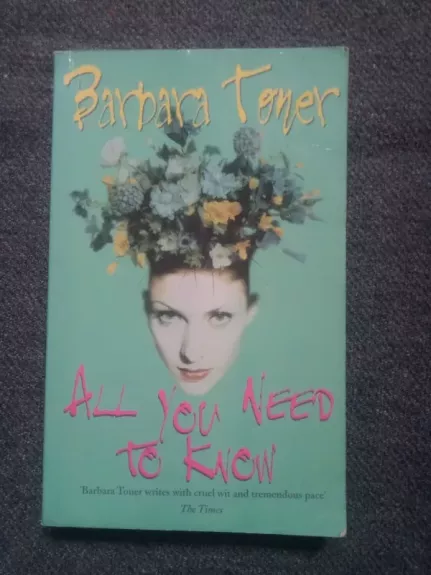 Barbara Toner
ALL YOU NEED
TO KNOW
'Barbara Toner writes with cruel wit and tremendous pace'
The Times